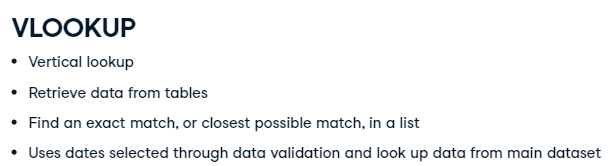 VLOOKUP
• Vertical lookup
• Retrieve data from tables
• Find an exact match, or closest possible match, in a list
• Uses dates selected through data validation and look up data from main dataset